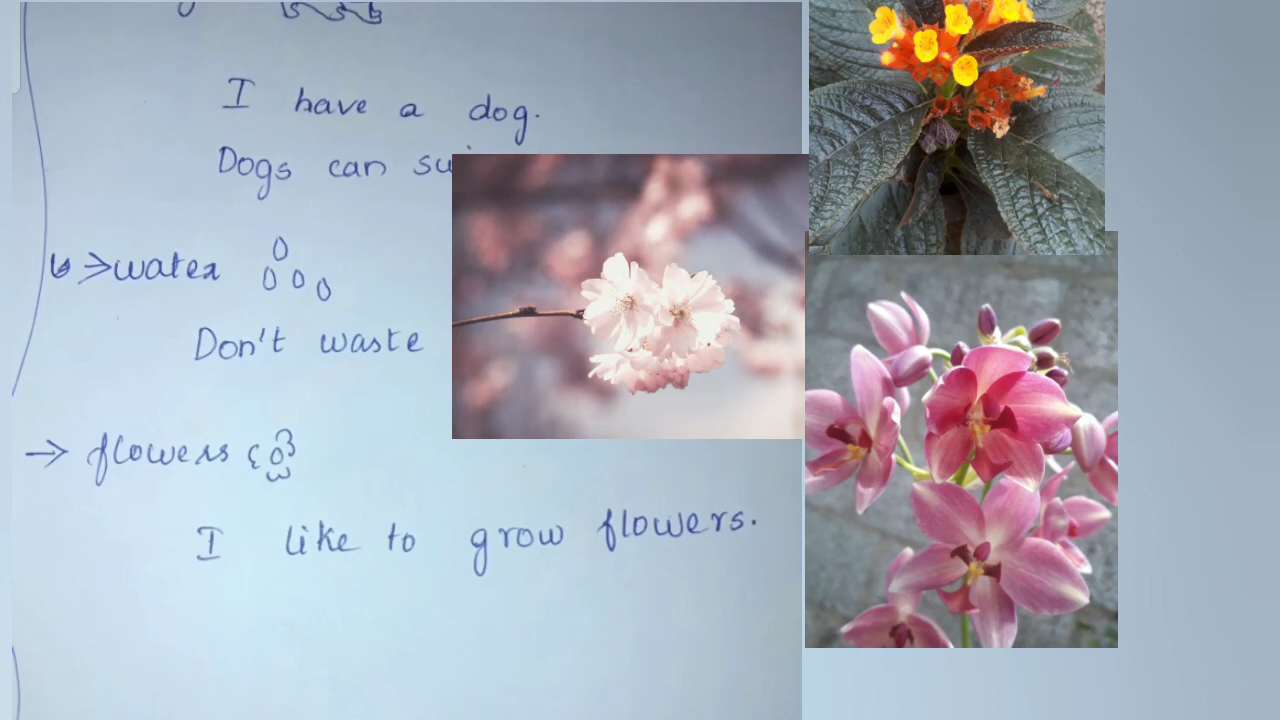 I have a dog.
Dogs can
→ water
Don't waste
→ flowers
I like to grow flowers.